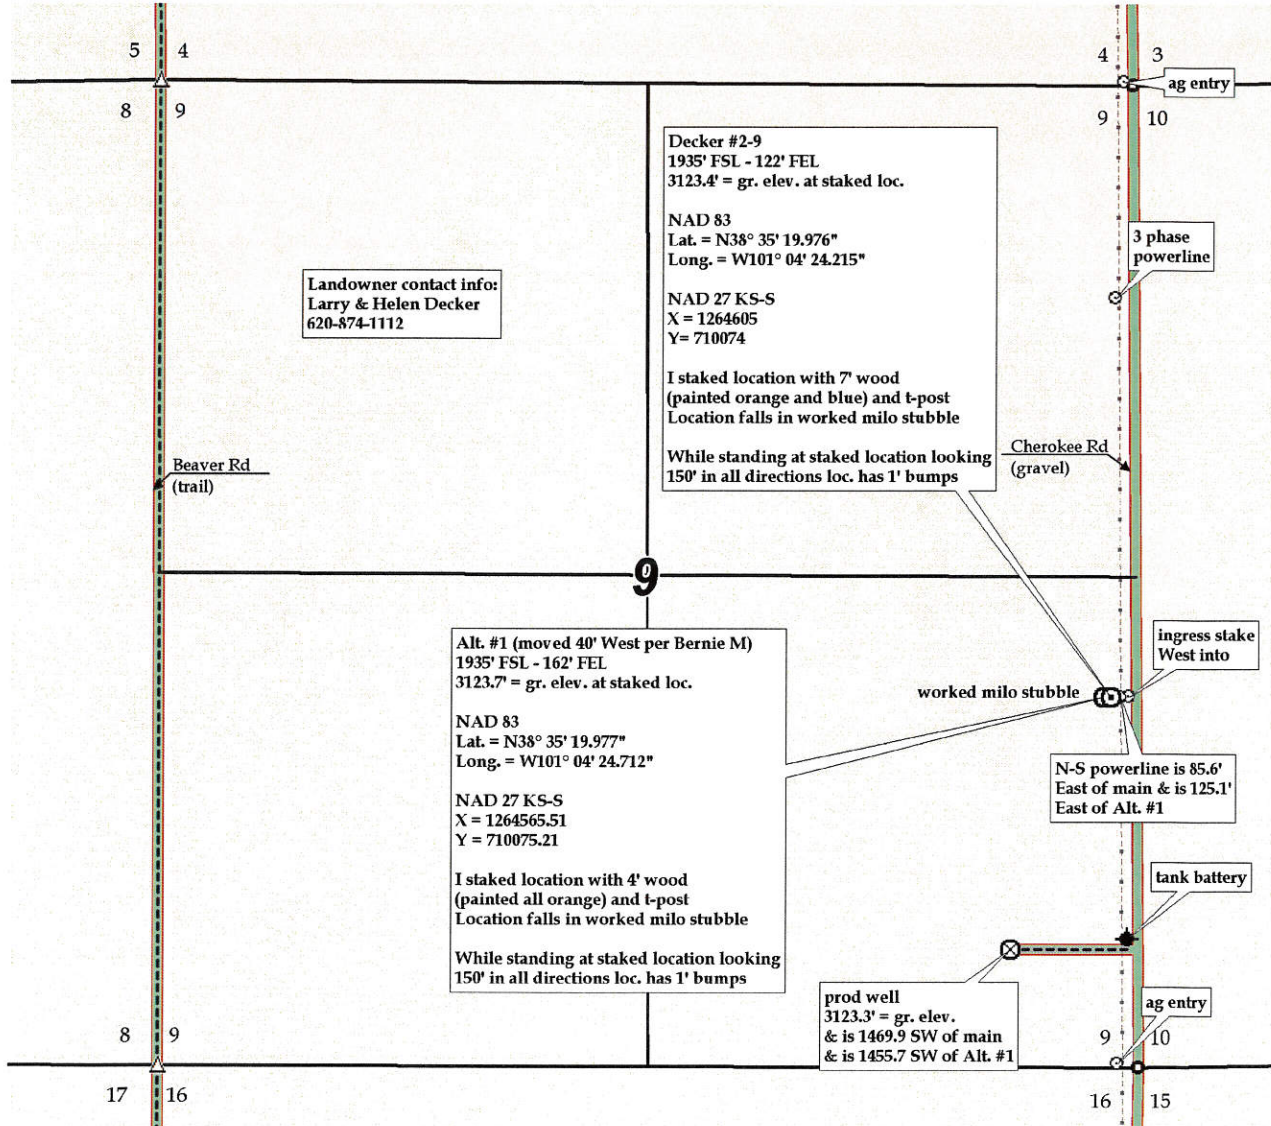 5 4
4 3
ag entry
8 9
9 10
Decker #2-9
1935' FSL - 122' FEL
3123.4' = gr. elev. at staked loc.
NAD 83
Lat. = N38° 35' 19.976"
Long. = W101° 04' 24.215"
NAD 27 KS-S
X = 1264605
Y= 710074
I staked location with 7' wood
(painted orange and blue) and t-post
Location falls in worked milo stubble
While standing at staked location looking
150' in all directions loc. has 1' bumps
3 phase
powerline
Landowner contact info:
Larry & Helen Decker
620-874-1112
Beaver Rd
(trail)
Cherokee Rd
(gravel)
9
Alt. #1 (moved 40' West per Bernie M)
1935' FSL - 162' FEL
3123.7' = gr. elev. at staked loc.
NAD 83
Lat. = N38° 35' 19.977"
Long. = W101° 04' 24.712"
NAD 27 KS-S
X = 1264565.51
Y = 710075.21
I staked location with 4' wood
(painted all orange) and t-post
Location falls in worked milo stubble
While standing at staked location looking
150' in all directions loc. has 1' bumps
ingress stake
West into
worked milo stubble
N-S powerline is 85.6'
East of main & is 125.1'
East of Alt. #1
tank battery
prod well
3123.3' = gr. elev.
& is 1469.9 SW of main
& is 1455.7 SW of Alt. #1
ag entry
8 9
9 10
17 16
16 15